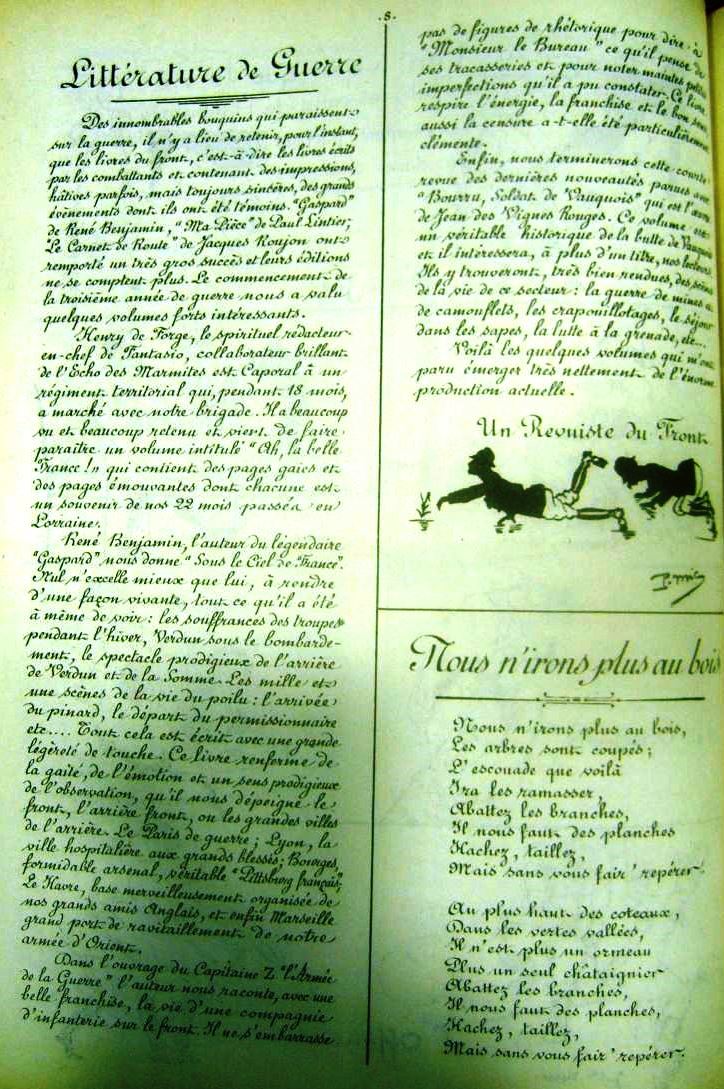 .8.
Littérature de Guerre
Des innombrables bouquins qui paraissent
sur la guerre, il n'y a lieu de retenir, pour l'instant,
que les livres du front, c'est-à-dire les livres écrits
par les combattants et contenant des impressions,
hâtives parfois, mais toujours sincères, des grands
évènements dont ils ont été témoins. "Gaspard"
de René Benjamin, "Ma Pièce" de Paul Lintier;
"Le Carnet de Route" de Jacques Roujon ont
remporté un très gros succès et leurs éditions
ne se comptent plus. Le commencement de
la troisième année de guerre nous a valu
quelques volumes forts intéressants.
Henry de Forge, le spirituel rédacteur-
en-chef de Fantasio, collaborateur brillant
de l'Echo des Marmites est Caporal à un
régiment territorial qui, pendant 18 mois,
a marché avec notre brigade. Il a beaucoup
vu et beaucoup retenu et vient de faire
paraître un volume intitulé "Ah, la belle
France!" qui contient des pages gaies et
des pages émouvantes dont chacune est
un souvenir de nos 22 mois passés en
Lorraine.
René Benjamin, l'auteur du légendaire
"Gaspard" nous donne "Sous le Ciel de France".
Nul n'excelle mieux que lui, à rendre
d'une façon vivante, tout ce qu'il a été
à même de voir : les souffrances des troupes
pendant l'hiver, Verdun sous le bombarde-
ment, le spectacle prodigieux de l'arrière
de Verdun et de la Somme. Les mille et
une scènes de la vie du poilu : l'arrivée
du pinard, le départ du permissionnaire
etc.... Tout cela est écrit avec une grande
légèreté de touche. Ce livre renferme de
la gaîté, de l'émotion et un sens prodigieux
de l'observation, qu'il nous dépeigne le
front, l'arrière front, ou les grandes villes
de l'arrière. Le Paris de guerre ; Lyon, la
ville hospitalière aux grands blessés ; Bourges,
formidable arsenal, véritable "Pittsburg français;
Le Havre, base merveilleusement organisée de
nos grands amis Anglais, et enfin Marseille
grand port de ravitaillement de notre
armée d'Orient.
Dans l'ouvrage du Capitaine Z "l'Armée
de la Guerre" l'auteur nous raconte, avec une
belle franchise, la vie d'une compagnie
d'infanterie sur le front. Il ne s'embarrasse
pas de figures de rhétorique pour dire à
"Monsieur le Bureau" ce qu'il pense de
ses tracasseries et pour noter maintes petites
imperfections qu'il a pu constater. Ce livre
respire l'énergie, la franchise et le bon sens
aussi la censure a-t-elle été particulièrement
clémente.
Enfin, nous terminerons cette courte
revue des dernières nouveautés parues avec
"Bourru, Soldat de Vauquois" qui est l'œuvre
de Jean des Vignes Rouges. Ce volume est
un véritable historique de la butte de Vauquois
et il intéressera, à plus d'un titre, nos lecteurs
Ils y trouveront, très bien rendues, des scènes
de la vie de ce secteur : la guerre de mines et
de camouflets, les crapouillotages, le séjour
dans les sapes, la lutte à la grenade, etc...
Voilà les quelques volumes qui m'ont
paru émerger très nettement de l'énorme
production actuelle.
Un Revuiste du Front
Nous n'irons plus au bois
Nous n'irons plus au bois,
Les arbres sont coupés ;
L'escouade que voilà
Ira les ramasser,
Abattez les branches,
Il nous faut des planches
Hachez, taillez,
Mais sans vous fair' repérer.
Au plus haut des coteaux,
Dans les vertes vallées,
Il n'est plus un ormeau
Plus un seul chataignier
Abattez les branches,
Il nous faut des planches,
Hachez, taillez,
Mais sans vous fair' repérer.